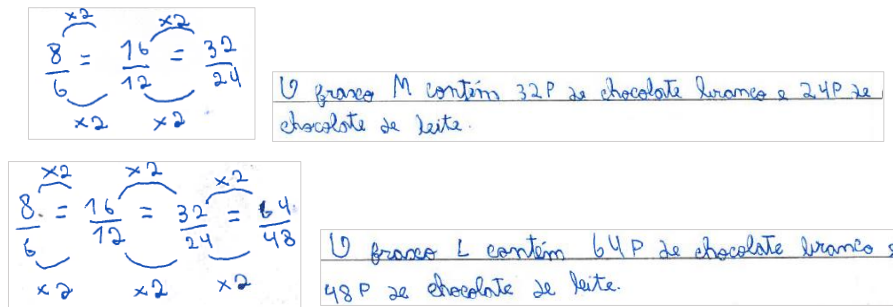 ×2 ×2
8/6 = 16/12 = 32/24
×2 ×2
O frasco M contém 32P de chocolate branco e 24P de
chocolate de leite.
×2 ×2 ×2
8/6 = 16/12 = 32/24 = 64/48
×2 ×2 ×2
O frasco L contém 64P de chocolate branco e
48P de chocolate de leite.